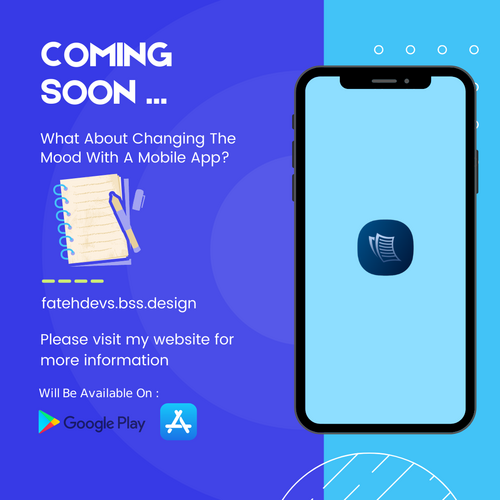 COMING
SOON ...
What About Changing The
Mood With A Mobile App?
fatehdevs.bss.design
Please visit my website for
more information
Will Be Available On :
Google Play